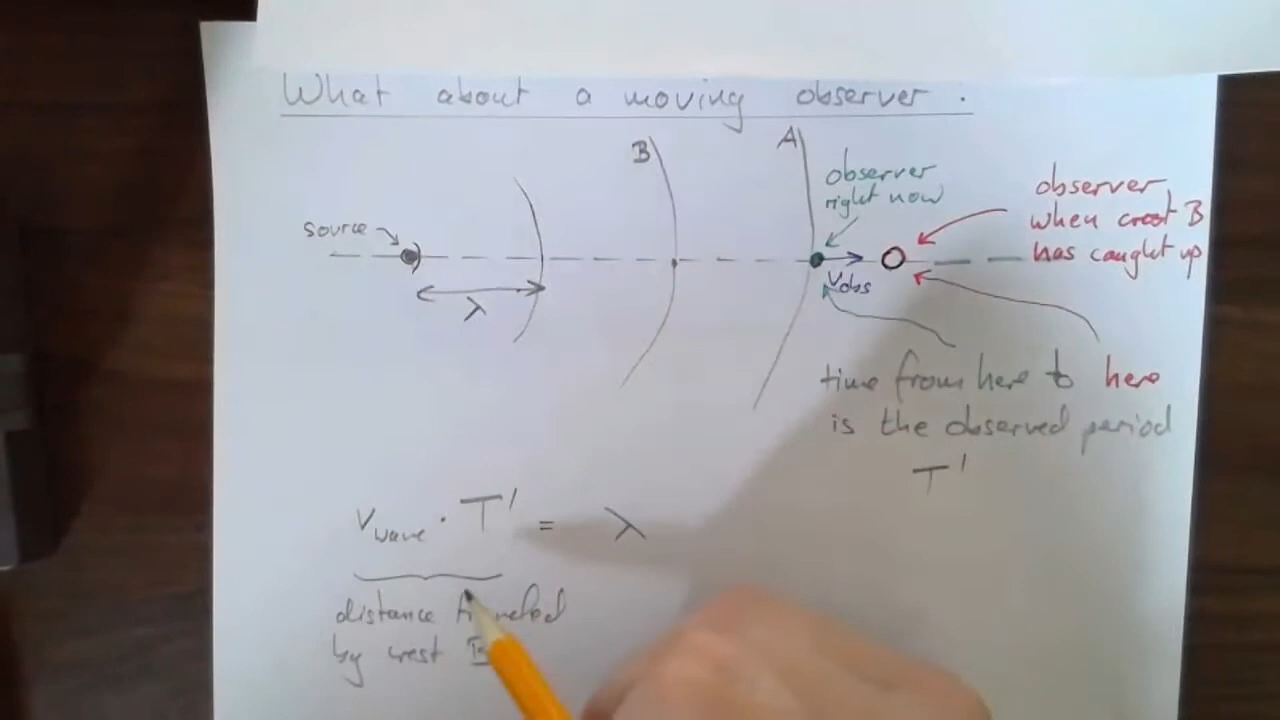 What about a moving observer.
B
A
observer
right now
observer
when crest B
has caught up
source
vobs
λ
time from here to here
is the observed period
T'
vwave · T' = λ
distance
by crest B